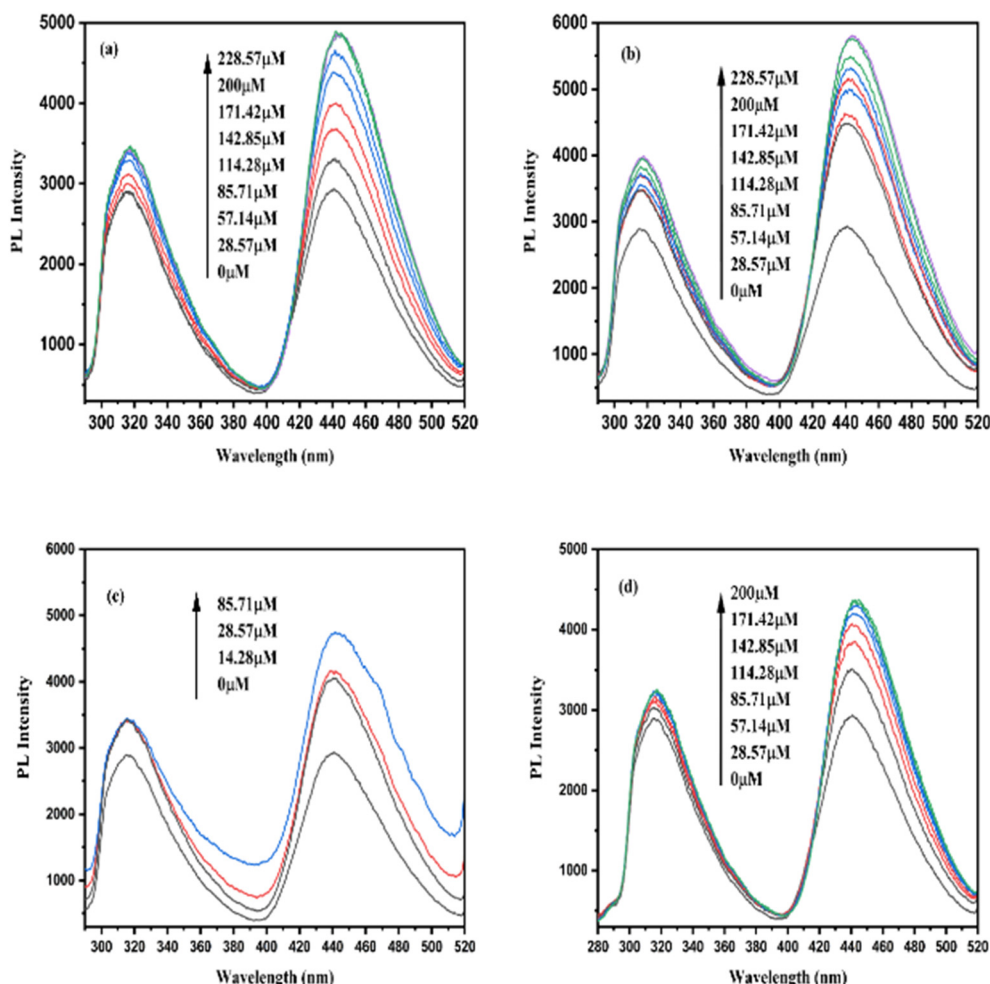 (a)
228.57μM
200μM
171.42μM
142.85μM
114.28μM
85.71μM
57.14μM
28.57μM
0μM
5000
4000
3000
2000
1000
PL Intensity
300 320 340 360 380 400 420 440 460 480 500 520
Wavelength (nm)
(b)
228.57μM
200μM
171.42μM
142.85μM
114.28μM
85.71μM
57.14μM
28.57μM
0μM
6000
5000
4000
3000
2000
1000
PL Intensity
300 320 340 360 380 400 420 440 460 480 500 520
Wavelength (nm)
(c)
85.71μM
28.57μM
14.28μM
0μM
6000
5000
4000
3000
2000
1000
PL Intensity
300 320 340 360 380 400 420 440 460 480 500 520
Wavelength (nm)
(d)
200μM
171.42μM
142.85μM
114.28μM
85.71μM
57.14μM
28.57μM
0μM
5000
4000
3000
2000
1000
PL Intensity
280 300 320 340 360 380 400 420 440 460 480 500 520
Wavelength (nm)